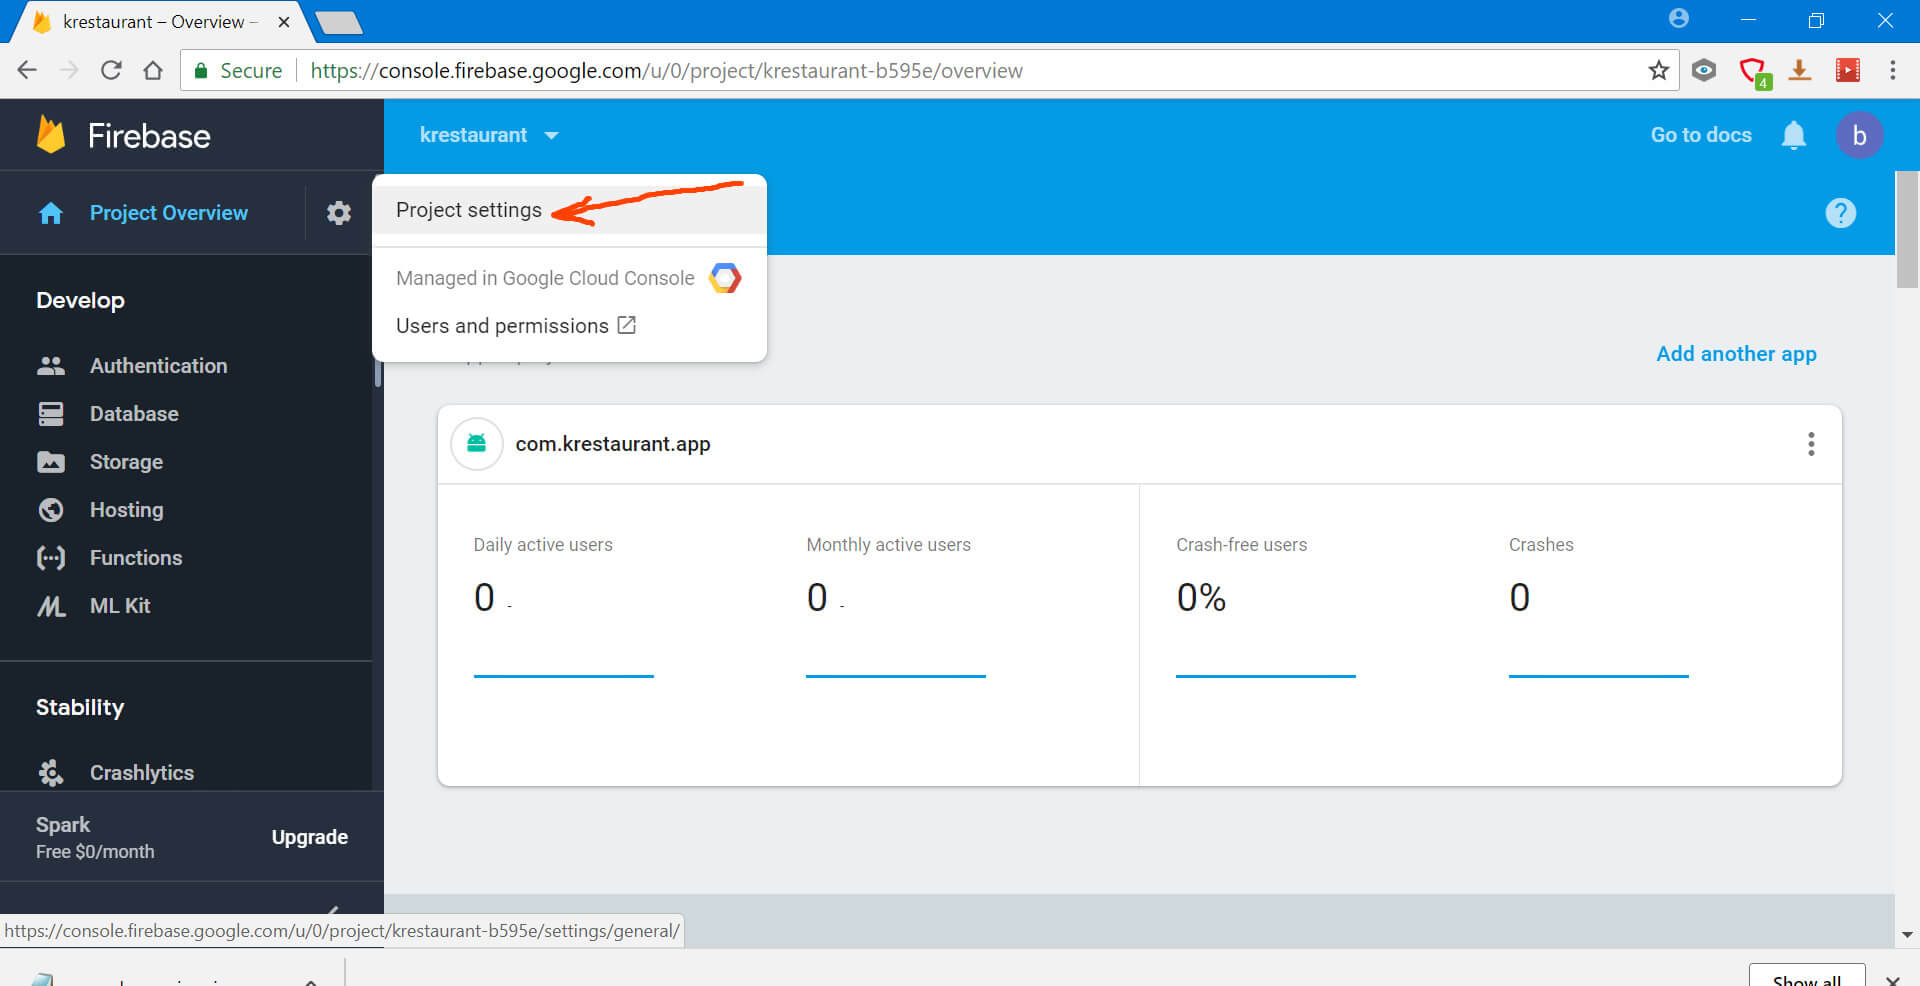 krestaurant – Overview –
Secure
https://console.firebase.google.com/u/0/project/krestaurant-b595e/overview
4
Firebase
krestaurant
Go to docs
b
Project Overview
Project settings
?
Managed in Google Cloud Console
Users and permissions
Add another app
Develop
Authentication
Database
Storage
Hosting
Functions
ML Kit
com.krestaurant.app
Daily active users
0 -
Monthly active users
0 -
Crash-free users
0%
Crashes
0
Stability
Crashlytics
Spark
Free $0/month
Upgrade
https://console.firebase.google.com/u/0/project/krestaurant-b595e/settings/general/
Show all